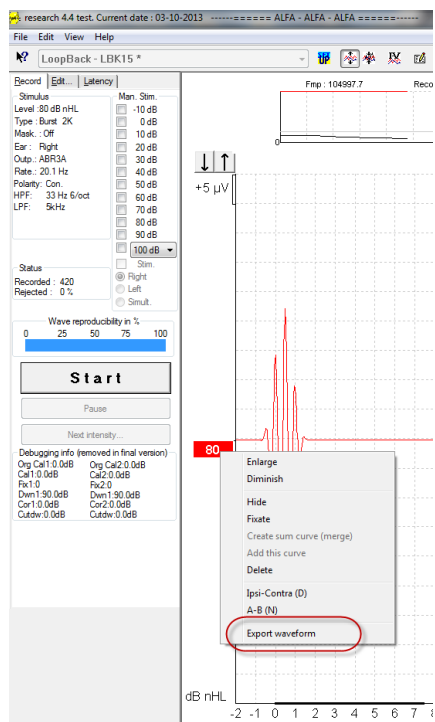 research 4.4 test. Current date : 03-10-2013 ------====== ALFA - ALFA - ALFA ======------
File Edit View Help
LoopBack - LBK15 *
Record Edit... Latency
Stimulus
Level :80 dB nHL
Type : Burst 2K
Mask. : Off
Ear : Right
Outp.: ABR3A
Rate.: 20.1 Hz
Polarity: Con.
HPF: 33 Hz 6/oct
LPF: 5kHz
Man. Stim.
-10 dB
0 dB
10 dB
20 dB
30 dB
40 dB
50 dB
60 dB
70 dB
80 dB
90 dB
100 dB
Stim.
Right
Left
Simult.
Status
Recorded : 420
Rejected : 0 %
Wave reproducibility in %
0 25 50 75 100
Start
Pause
Next intensity...
Debugging info (removed in final version)
Org Cal1:0.0dB Org Cal2:0.0dB
Cal1:0.0dB Cal2:0.0dB
Fix1:0 Fix2:0
Dwn1:90.0dB Dwn1:90.0dB
Cor1:0.0dB Cor2:0.0dB
Cutdw:0.0dB Cutdw:0.0dB
Fmp : 104997.7 Reco
0
+5 µV
80
Enlarge
Diminish
Hide
Fixate
Create sum curve (merge)
Add this curve
Delete
Ipsi-Contra (D)
A-B (N)
Export waveform
dB nHL
-2 -1 0 1 2 3 4 5 6 7